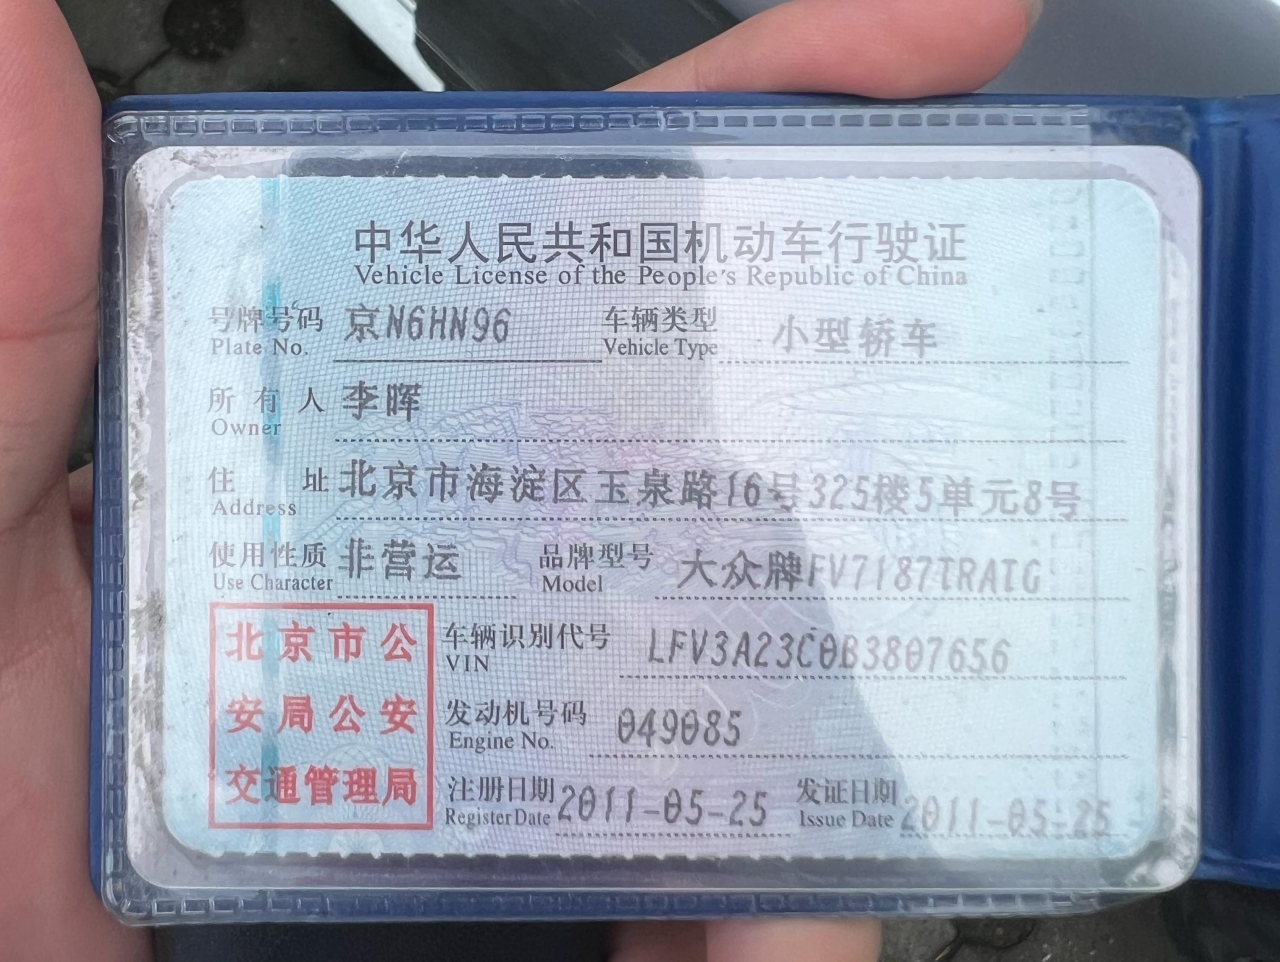 中华人民共和国机动车行驶证
Vehicle License of the People's Republic of China
号牌号码 京N6HN96 车辆类型 小型轿车
Plate No. Vehicle Type
所有人 李晖
Owner
住址 北京市海淀区玉泉路16号325楼5单元8号
Address
使用性质 非营运 品牌型号 大众牌FV7187TRATG
Use Character Model
北京市公
安局公安
交通管理局
车辆识别代号 LFV3A23C0B3807656
VIN
发动机号码 049085
Engine No.
注册日期 2011-05-25 发证日期 2011-05-25
Register Date Issue Date